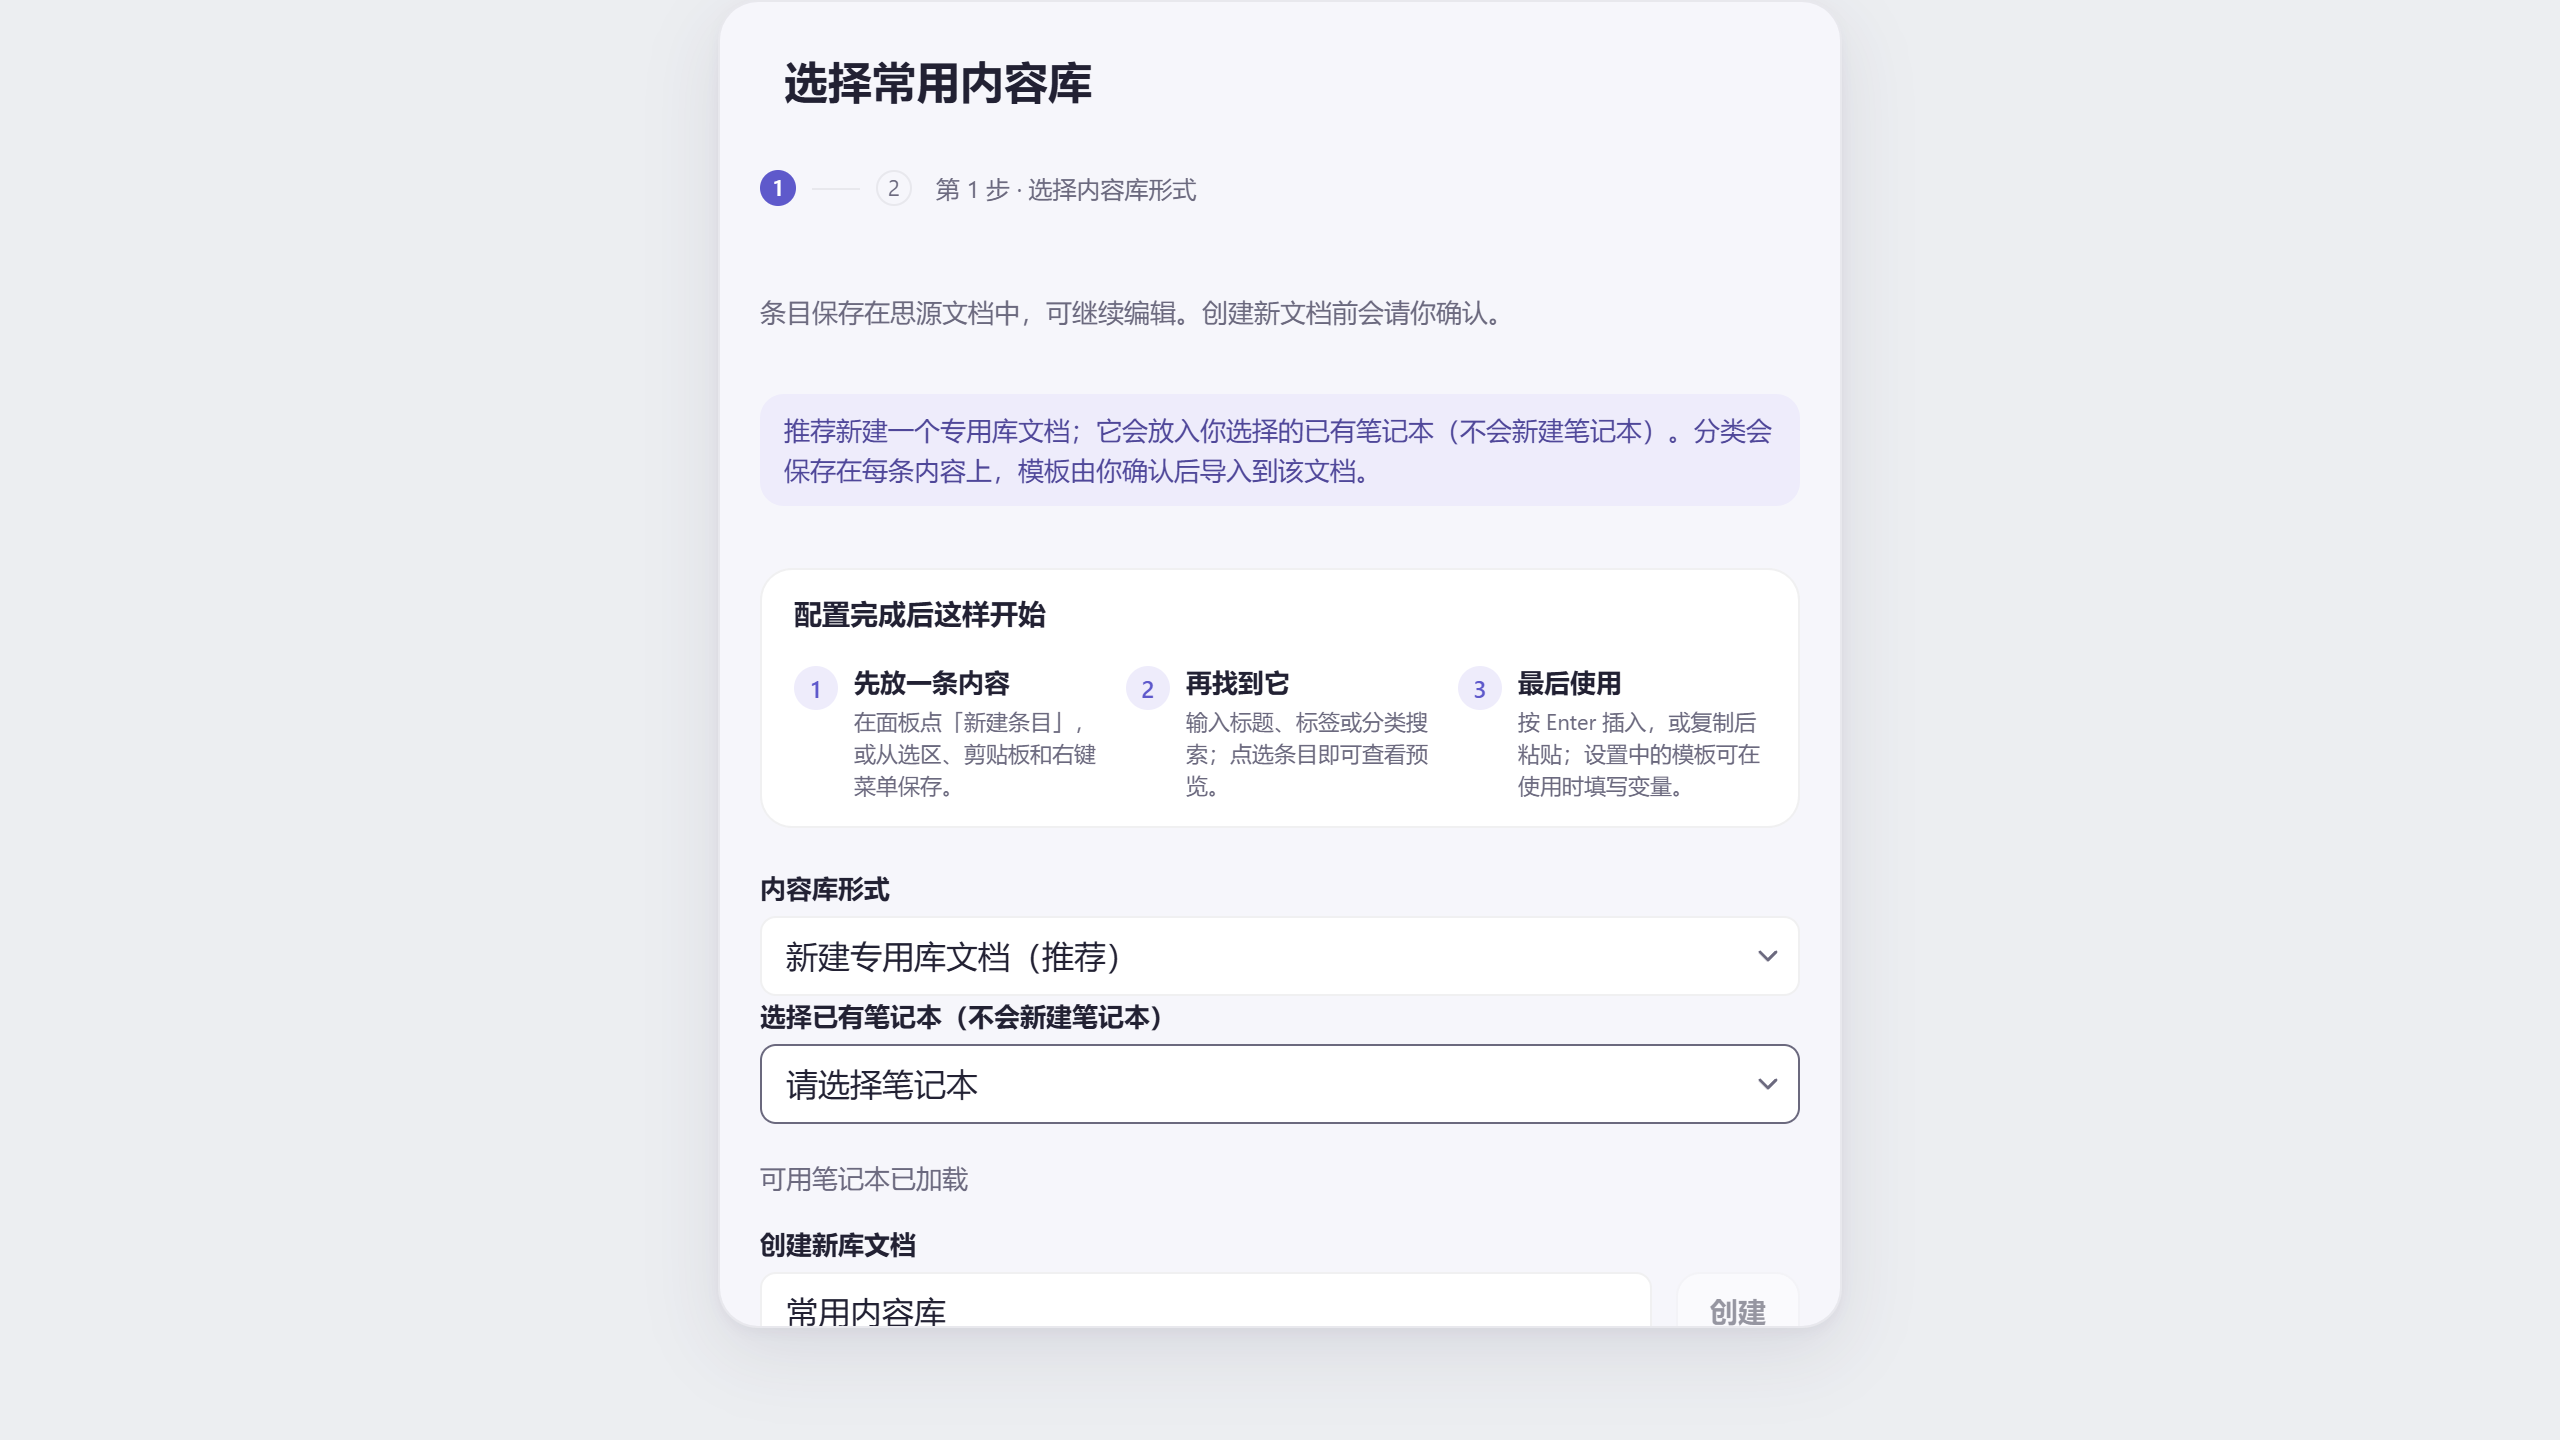 选择常用内容库
1
2
第 1 步 · 选择内容库形式
条目保存在思源文档中，可继续编辑。创建新文档前会请你确认。
推荐新建一个专用库文档；它会放入你选择的已有笔记本（不会新建笔记本）。分类会
保存在每条内容上，模板由你确认后导入到该文档。
配置完成后这样开始
1
先放一条内容
在面板点「新建条目」，
或从选区、剪贴板和右键
菜单保存。
2
再找到它
输入标题、标签或分类搜
索；点选条目即可查看预
览。
3
最后使用
按 Enter 插入，或复制后
粘贴；设置中的模板可在
使用时填写变量。
内容库形式
新建专用库文档（推荐）
选择已有笔记本（不会新建笔记本）
请选择笔记本
可用笔记本已加载
创建新库文档
常用内容库
创建